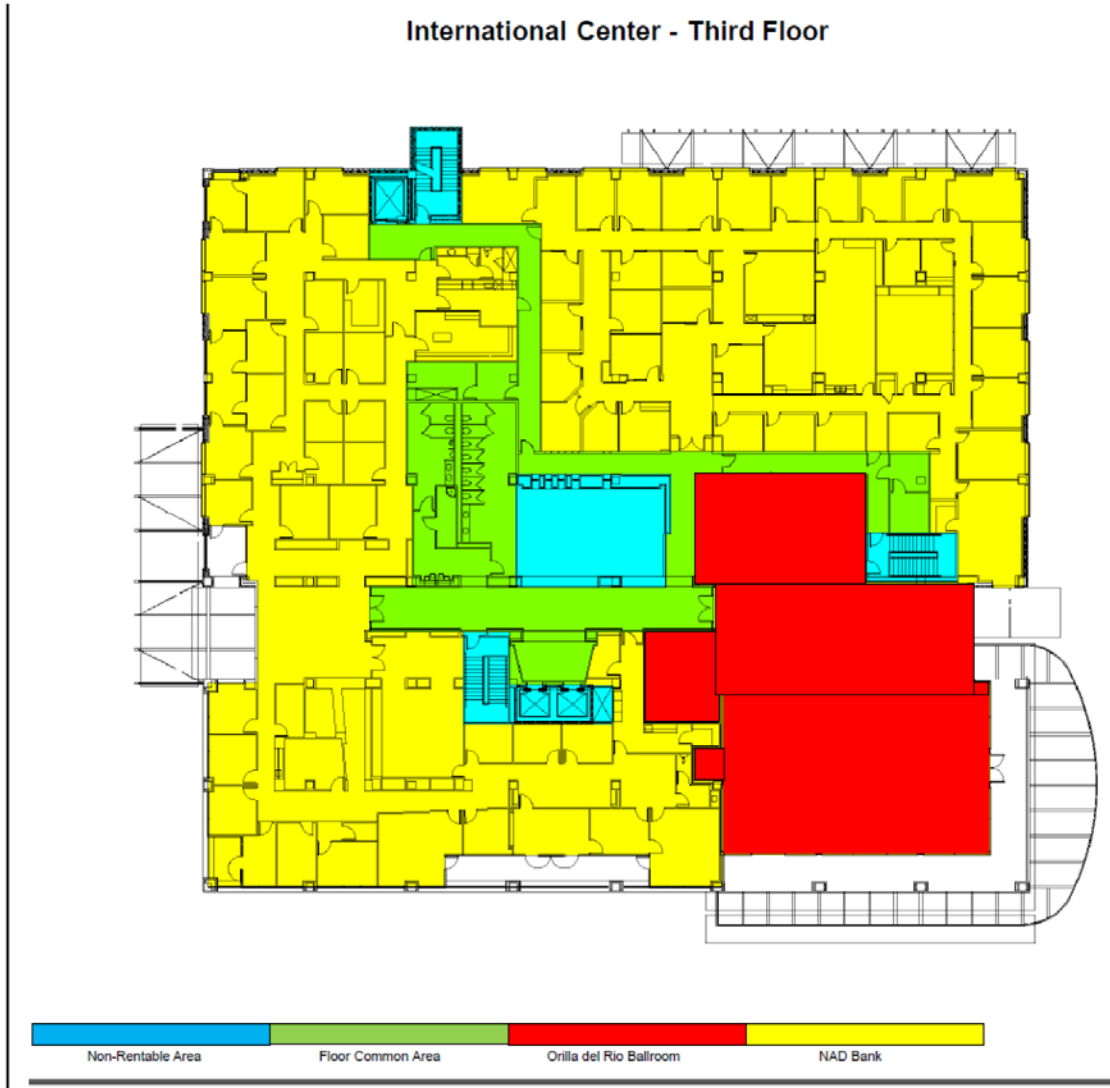 International Center - Third Floor
Non-Rentable Area
Floor Common Area
Orilla del Rio Ballroom
NAD Bank